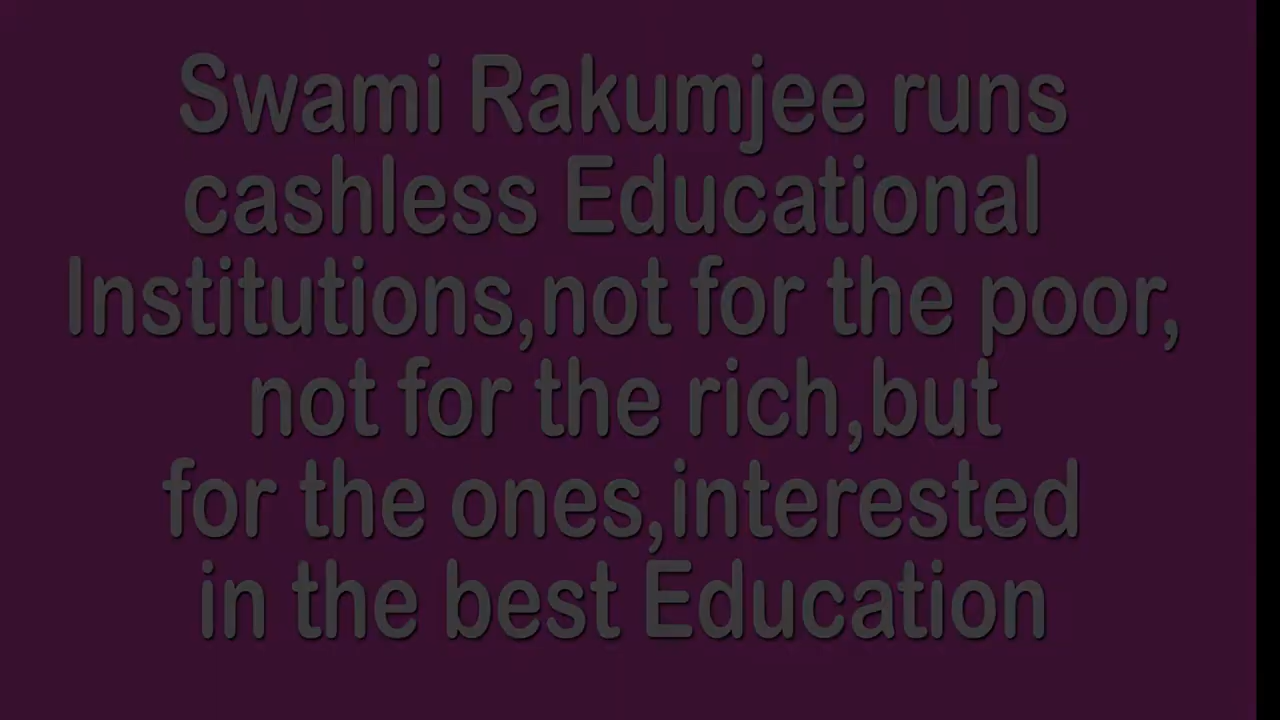 Swami Rakumjee runs
cashless Educational
Institutions,not for the poor,
not for the rich,but
for the ones,interested
in the best Education